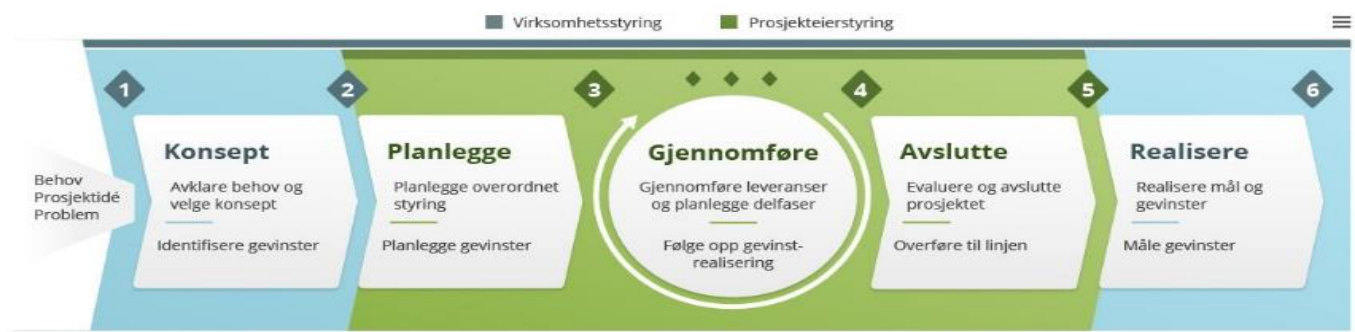 Virksomhetsstyring
Prosjekteierstyring
1
2
3
4
5
6
Behov
Prosjektidé
Problem
Konsept
Avklare behov og
velge konsept
Identifisere gevinster
Planlegge
Planlegge overordnet
styring
Planlegge gevinster
Gjennomføre
Gjennomføre leveranser
og planlegge delfaser
Følge opp gevinst-
realisering
Avslutte
Evaluere og avslutte
prosjektet
Overføre til linjen
Realisere
Realisere mål og
gevinster
Måle gevinster